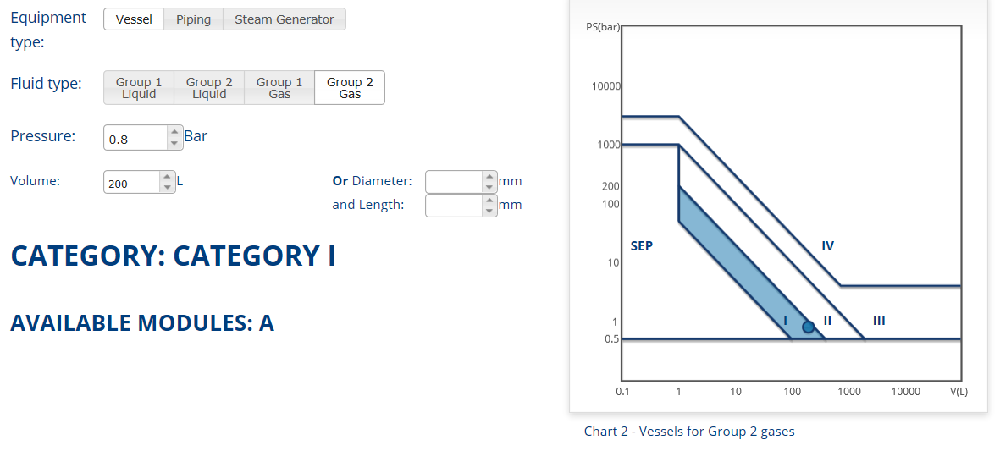 Equipment type:
Vessel Piping Steam Generator
Fluid type:
Group 1 Liquid
Group 2 Liquid
Group 1 Gas
Group 2 Gas
Pressure:
0.8
Bar
Volume:
200
L
Or Diameter:
mm
and Length:
mm
CATEGORY: CATEGORY I
AVAILABLE MODULES: A
PS(bar)
10000
1000
200
100
10
1
0.5
SEP
I
II
III
IV
0.1 1 10 100 1000 10000 V(L)
Chart 2 - Vessels for Group 2 gases